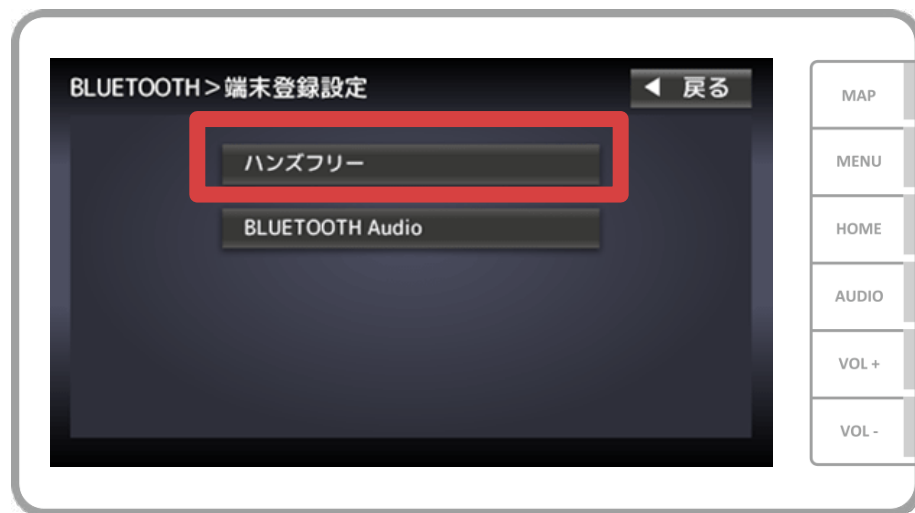 BLUETOOTH>端末登録設定
◀ 戻る
ハンズフリー
BLUETOOTH Audio
MAP
MENU
HOME
AUDIO
VOL +
VOL -